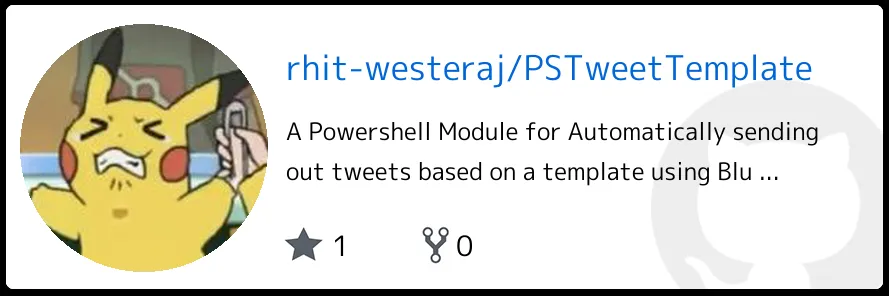 rhit-westeraj/PSTweetTemplate
A Powershell Module for Automatically sending
out tweets based on a template using Blu ...
1 0